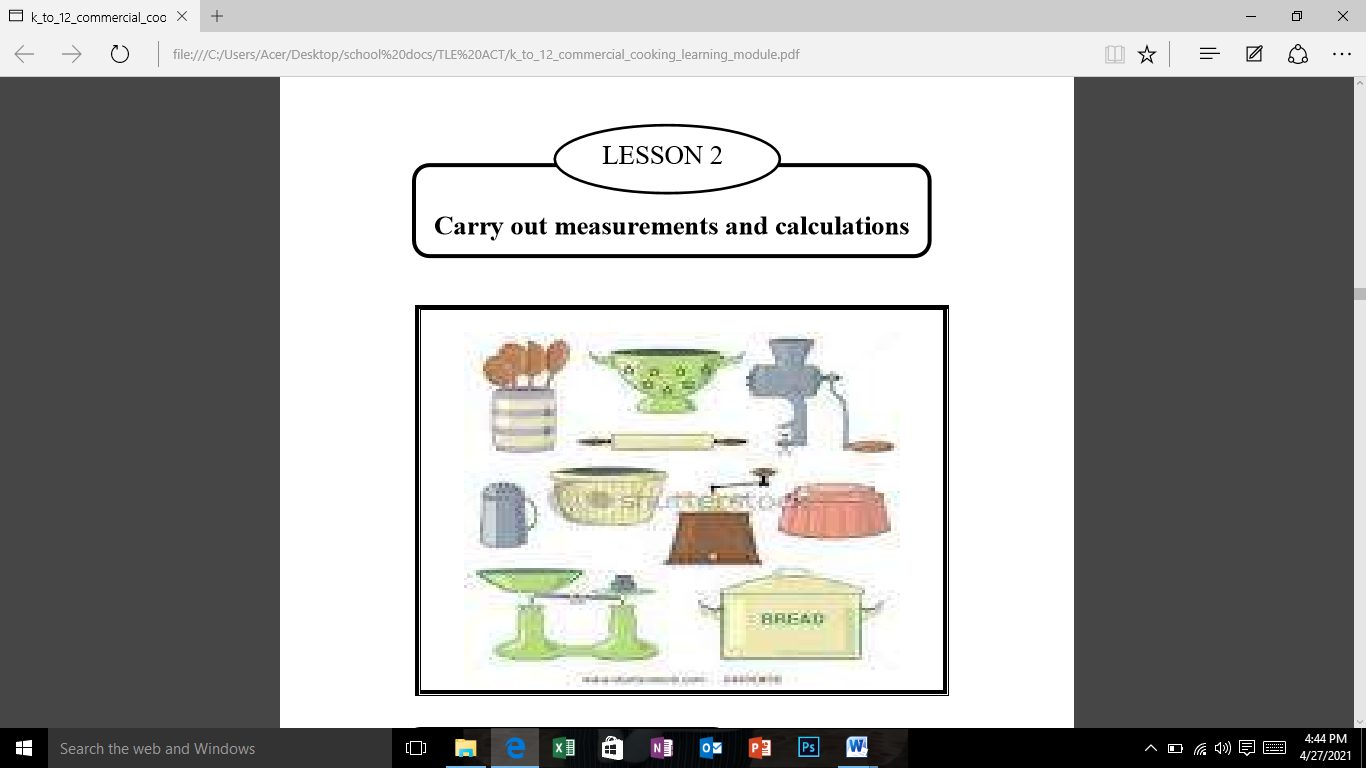 k_to_12_commercial_coo
file:///C:/Users/Acer/Desktop/school%20docs/TLE%20ACT/k_to_12_commercial_cooking_learning_module.pdf
LESSON 2
Carry out measurements and calculations
shutterstock
BREAD
Search the web and Windows
4:44 PM
4/27/2021